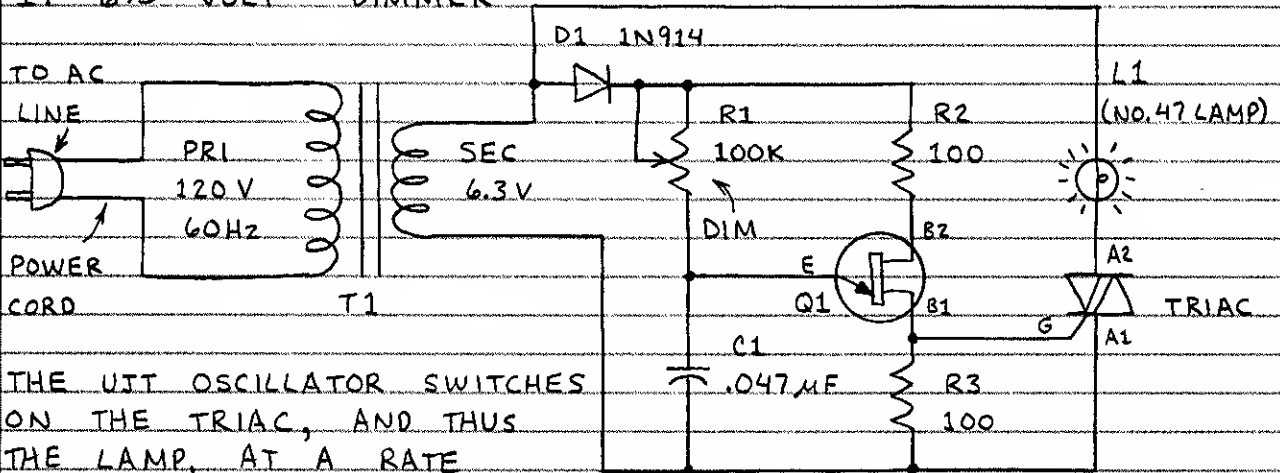 D1 1N914
TO AC
LINE
PRI
120 V
60Hz
SEC
6.3 V
R1
100K
DIM
R2
100
L1
(NO. 47 LAMP)
POWER
CORD
T1
E
Q1
B2
B1
G
A2
TRIAC
A1
C1
.047 µF
R3
100
THE UJT OSCILLATOR SWITCHES
ON THE TRIAC, AND THUS
THE LAMP, AT A RATE